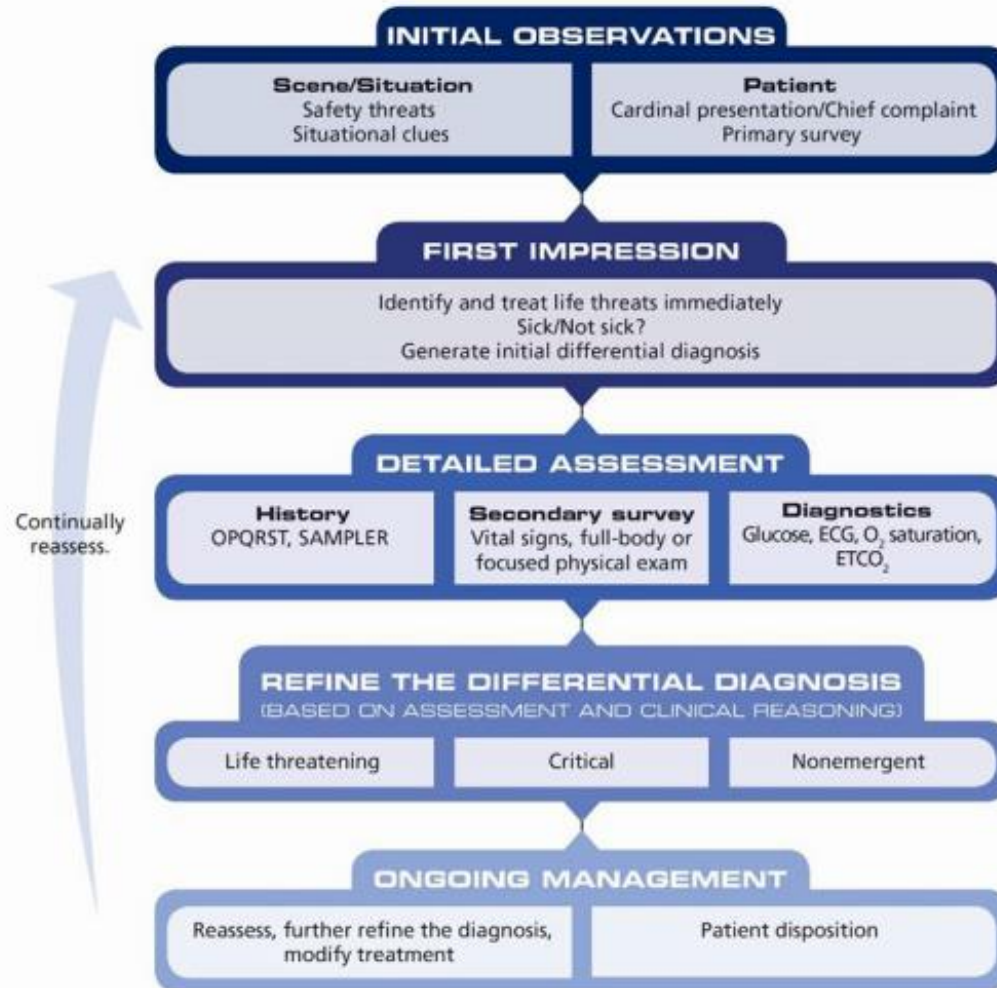 INITIAL OBSERVATIONS
Scene/Situation
Safety threats
Situational clues
Patient
Cardinal presentation/Chief complaint
Primary survey
FIRST IMPRESSION
Identify and treat life threats immediately
Sick/Not sick?
Generate initial differential diagnosis
DETAILED ASSESSMENT
History
OPQRST, SAMPLER
Secondary survey
Vital signs, full-body or
focused physical exam
Diagnostics
Glucose, ECG, O₂ saturation,
ETCO₂
Continually
reassess.
REFINE THE DIFFERENTIAL DIAGNOSIS
(BASED ON ASSESSMENT AND CLINICAL REASONING)
Life threatening
Critical
Nonemergent
ONGOING MANAGEMENT
Reassess, further refine the diagnosis,
modify treatment
Patient disposition